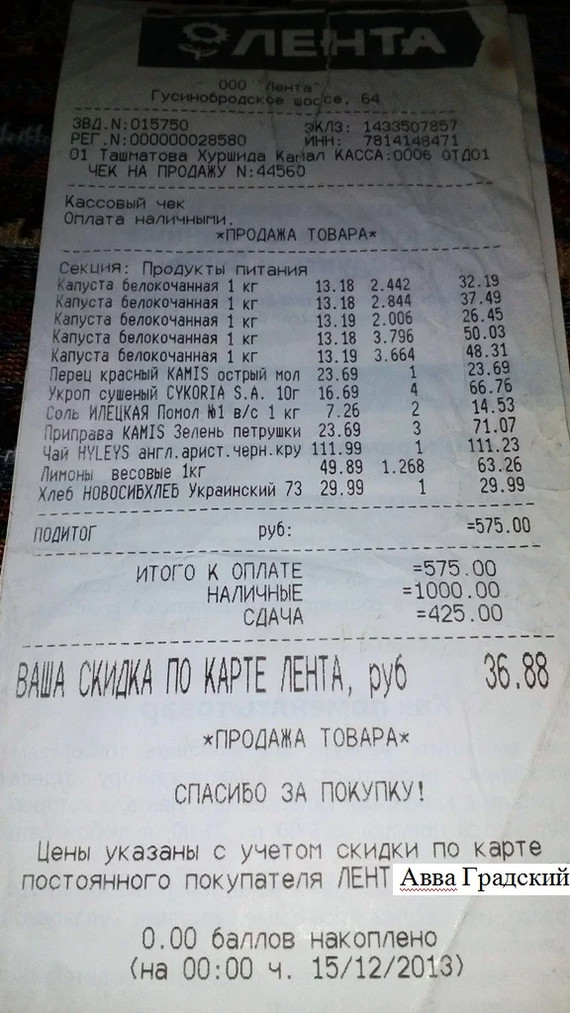 ЛЕНТА
ООО "Лента"
Гусинобродское шоссе, 64
ЗВД.N:015750 ЭКЛЗ: 1433507857
РЕГ.N:000000028580 ИНН: 7814148471
01 Ташматова Хуршида Камал КАССА:0006 ОТД01
ЧЕК НА ПРОДАЖУ N:44560
Кассовый чек
Оплата наличными.
*ПРОДАЖА ТОВАРА*
Секция: Продукты питания
Капуста белокочанная 1 кг 13.18 2.442 32.19
Капуста белокочанная 1 кг 13.18 2.844 37.49
Капуста белокочанная 1 кг 13.19 2.006 26.45
Капуста белокочанная 1 кг 13.18 3.796 50.03
Капуста белокочанная 1 кг 13.19 3.664 48.31
Перец красный KAMIS острый мол 23.69 1 23.69
Укроп сушеный CYKORIA S.A. 10г 16.69 4 66.76
Соль ИЛЕЦКАЯ Помол №1 в/с 1 кг 7.26 2 14.53
Приправа KAMIS Зелень петрушки 23.69 3 71.07
Чай HYLEYS англ.арист.черн.кру 111.99 1 111.23
Лимоны весовые 1кг 49.89 1.268 63.26
Хлеб НОВОСИБХЛЕБ Украинский 73 29.99 1 29.99
ПОДИТОГ руб: =575.00
ИТОГО К ОПЛАТЕ =575.00
НАЛИЧНЫЕ =1000.00
СДАЧА =425.00
ВАША СКИДКА ПО КАРТЕ ЛЕНТА, руб 36.88
*ПРОДАЖА ТОВАРА*
СПАСИБО ЗА ПОКУПКУ!
Цены указаны с учетом скидки по карте
постоянного покупателя ЛЕНТ Авва Градский
0.00 баллов накоплено
(на 00:00 ч. 15/12/2013)